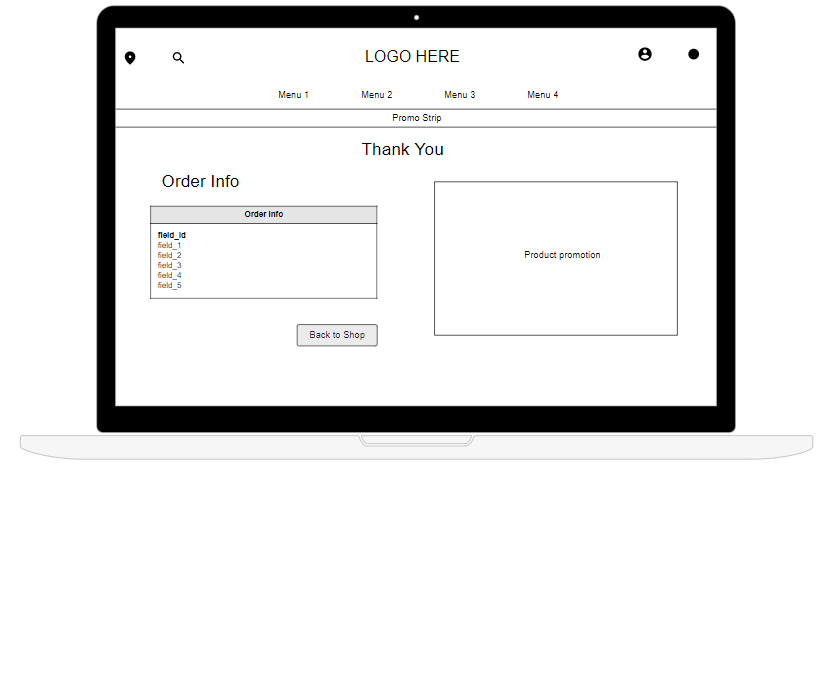 LOGO HERE
Menu 1 Menu 2 Menu 3 Menu 4
Promo Strip
Thank You
Order Info
Order Info
field_id
field_1
field_2
field_3
field_4
field_5
Product promotion
Back to Shop